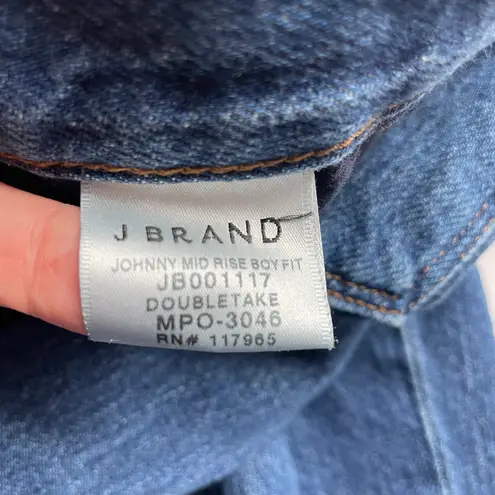 J BRAND
JOHNNY MID RISE BOY FIT
JB001117
DOUBLETAKE
MPO-3046
RN# 117965